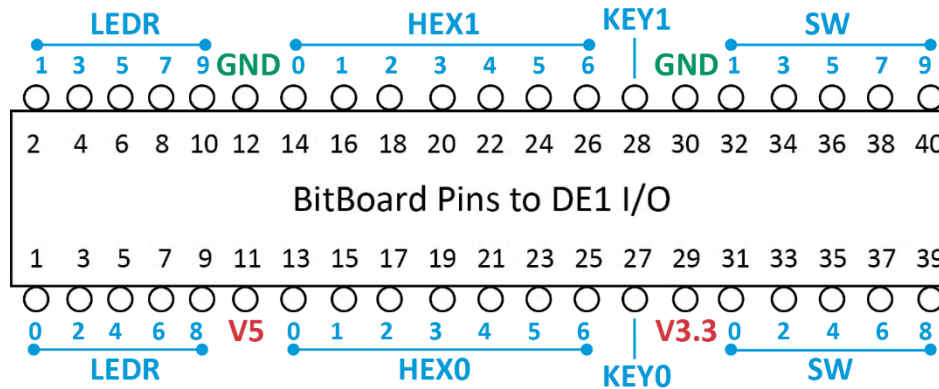 LEDR HEX1 KEY1 SW
1 3 5 7 9 GND 0 1 2 3 4 5 6 GND 1 3 5 7 9
2 4 6 8 10 12 14 16 18 20 22 24 26 28 30 32 34 36 38 40
BitBoard Pins to DE1 I/O
1 3 5 7 9 11 13 15 17 19 21 23 25 27 29 31 33 35 37 39
0 2 4 6 8 V5 0 1 2 3 4 5 6 V3.3 0 2 4 6 8
LEDR HEX0 KEY0 SW